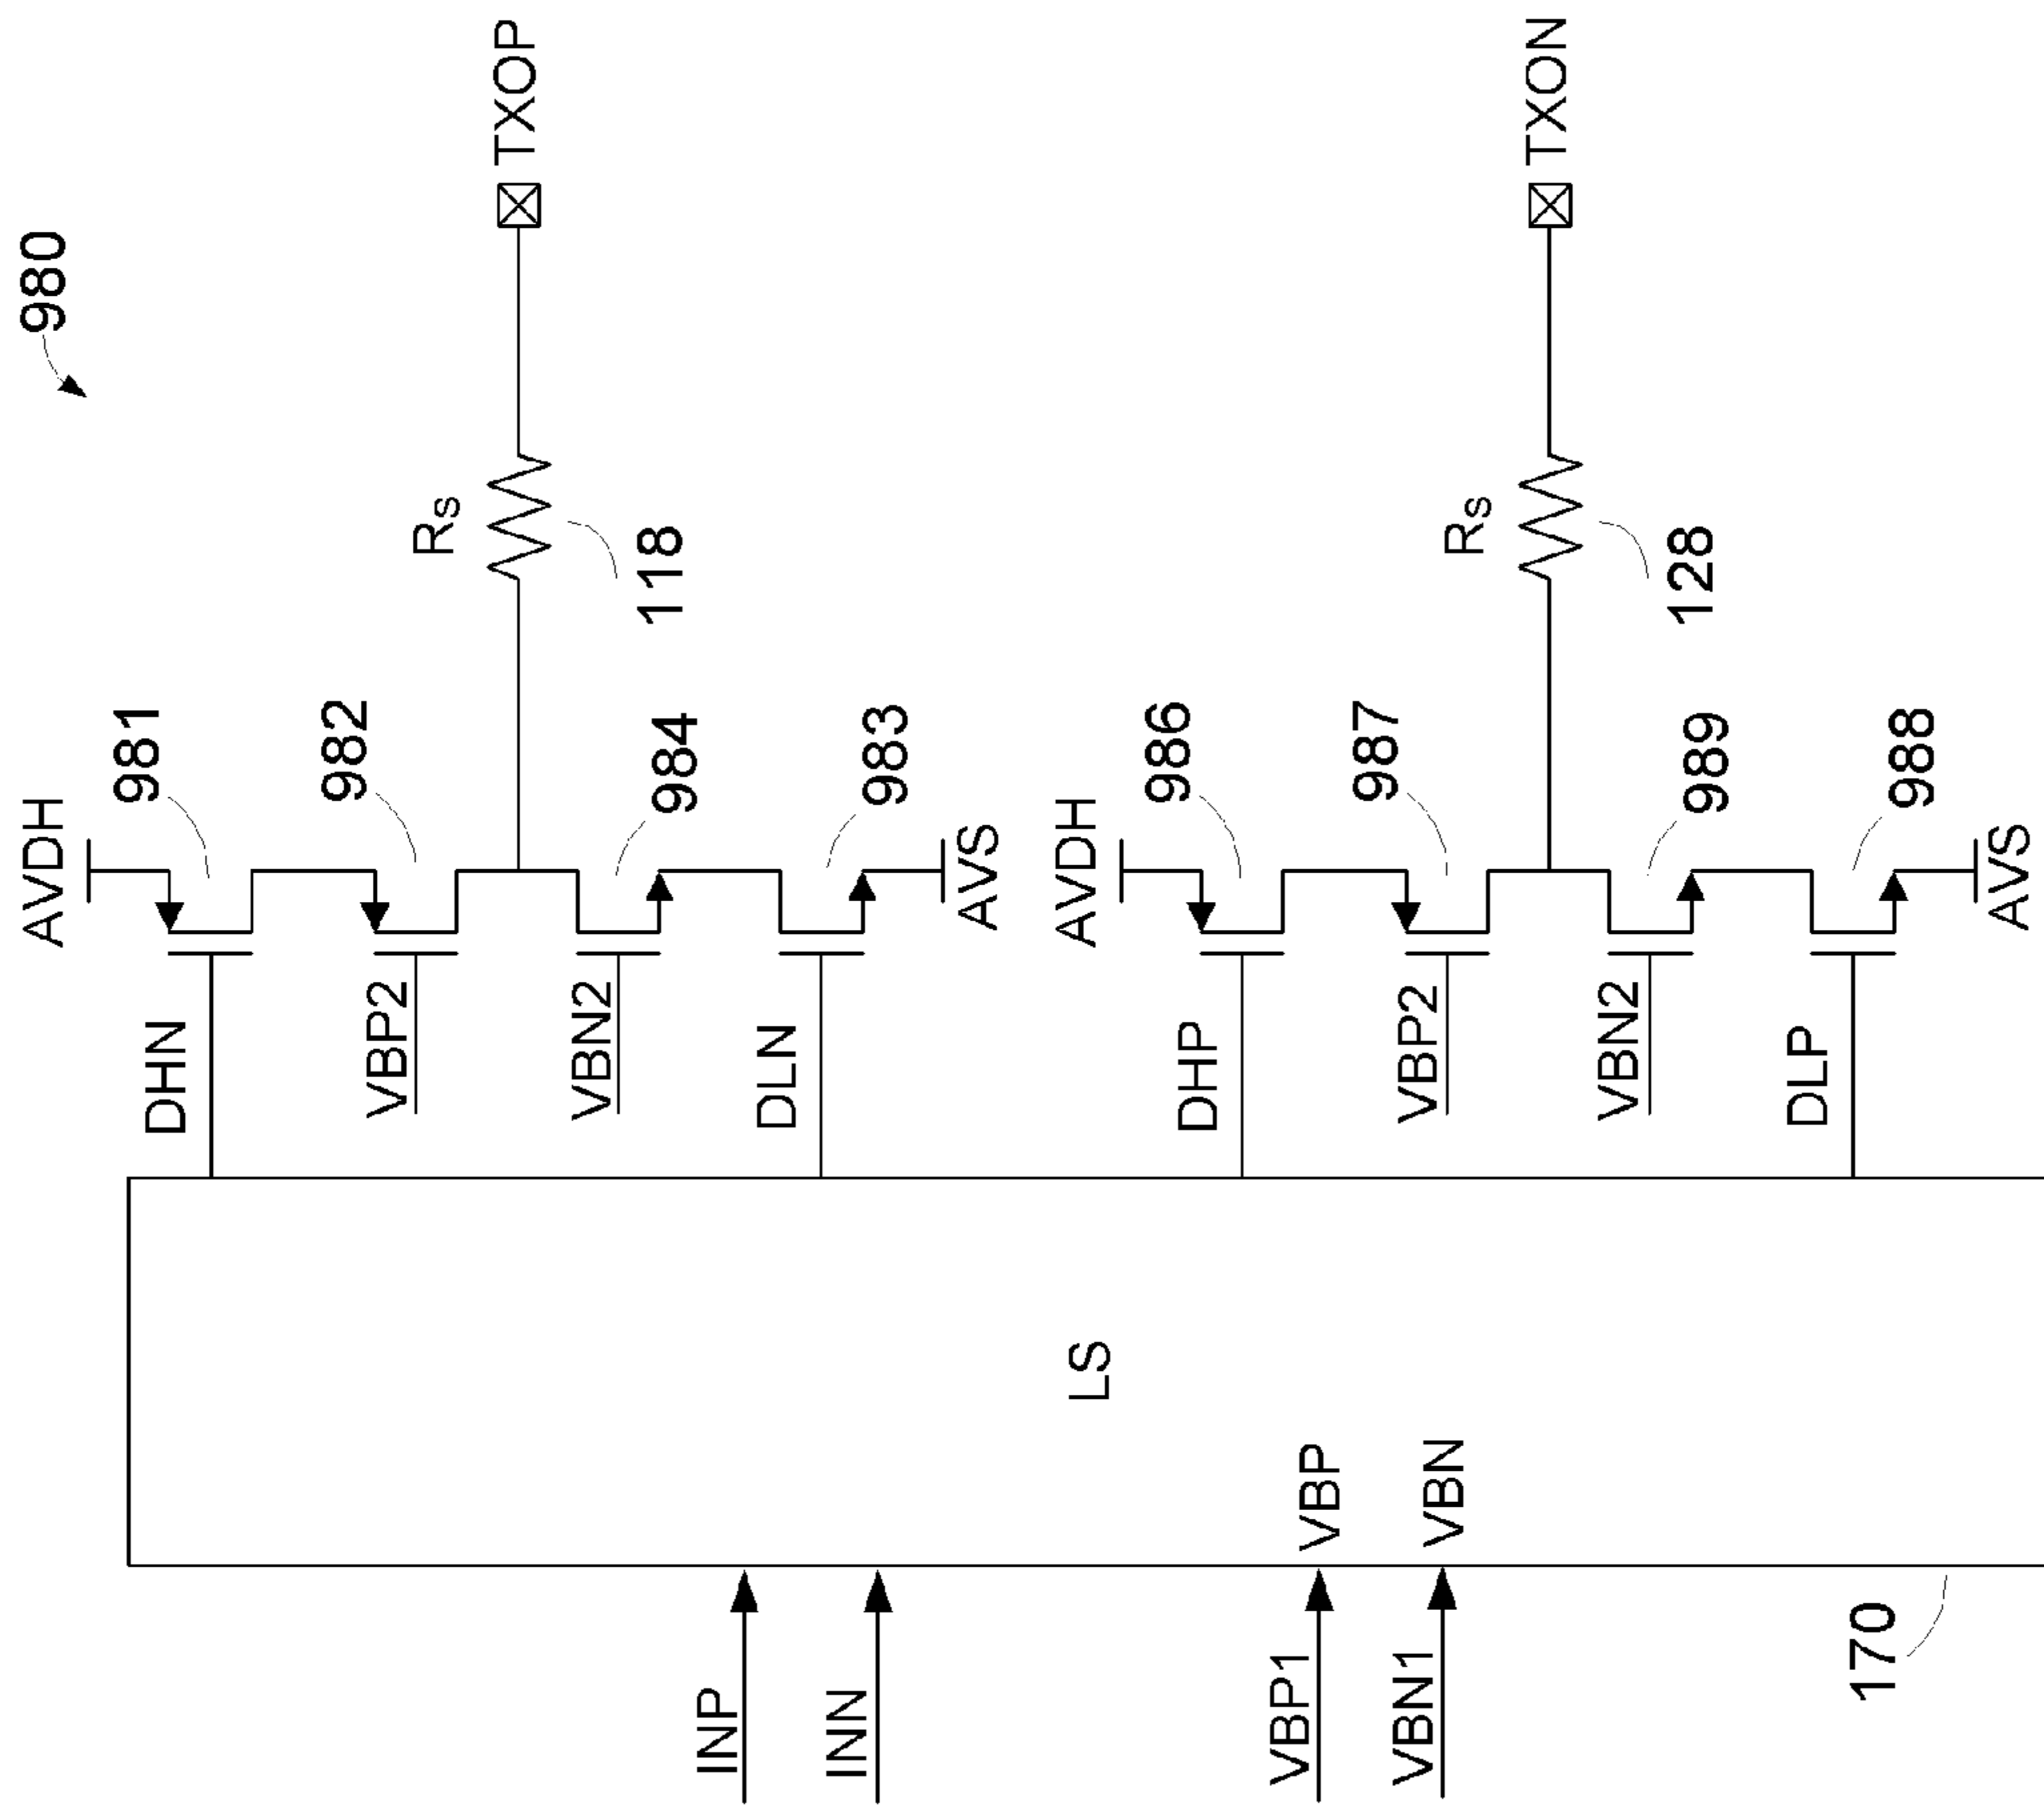 980
AVDH
981
DHN
982
VBP2
RS
TXOP
118
984
VBN2
983
DLN
AVS
INP
INN
LS
AVDH
986
DHP
987
VBP2
RS
TXON
128
989
VBN2
988
DLP
AVS
VBP1
VBP
VBN1
VBN
170